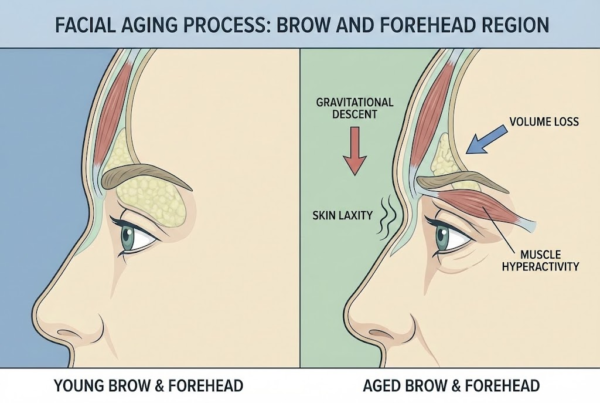 FACIAL AGING PROCESS: BROW AND FOREHEAD REGION
GRAVITATIONAL
DESCENT
VOLUME LOSS
SKIN LAXITY
MUSCLE
HYPERACTIVITY
YOUNG BROW & FOREHEAD
AGED BROW & FOREHEAD